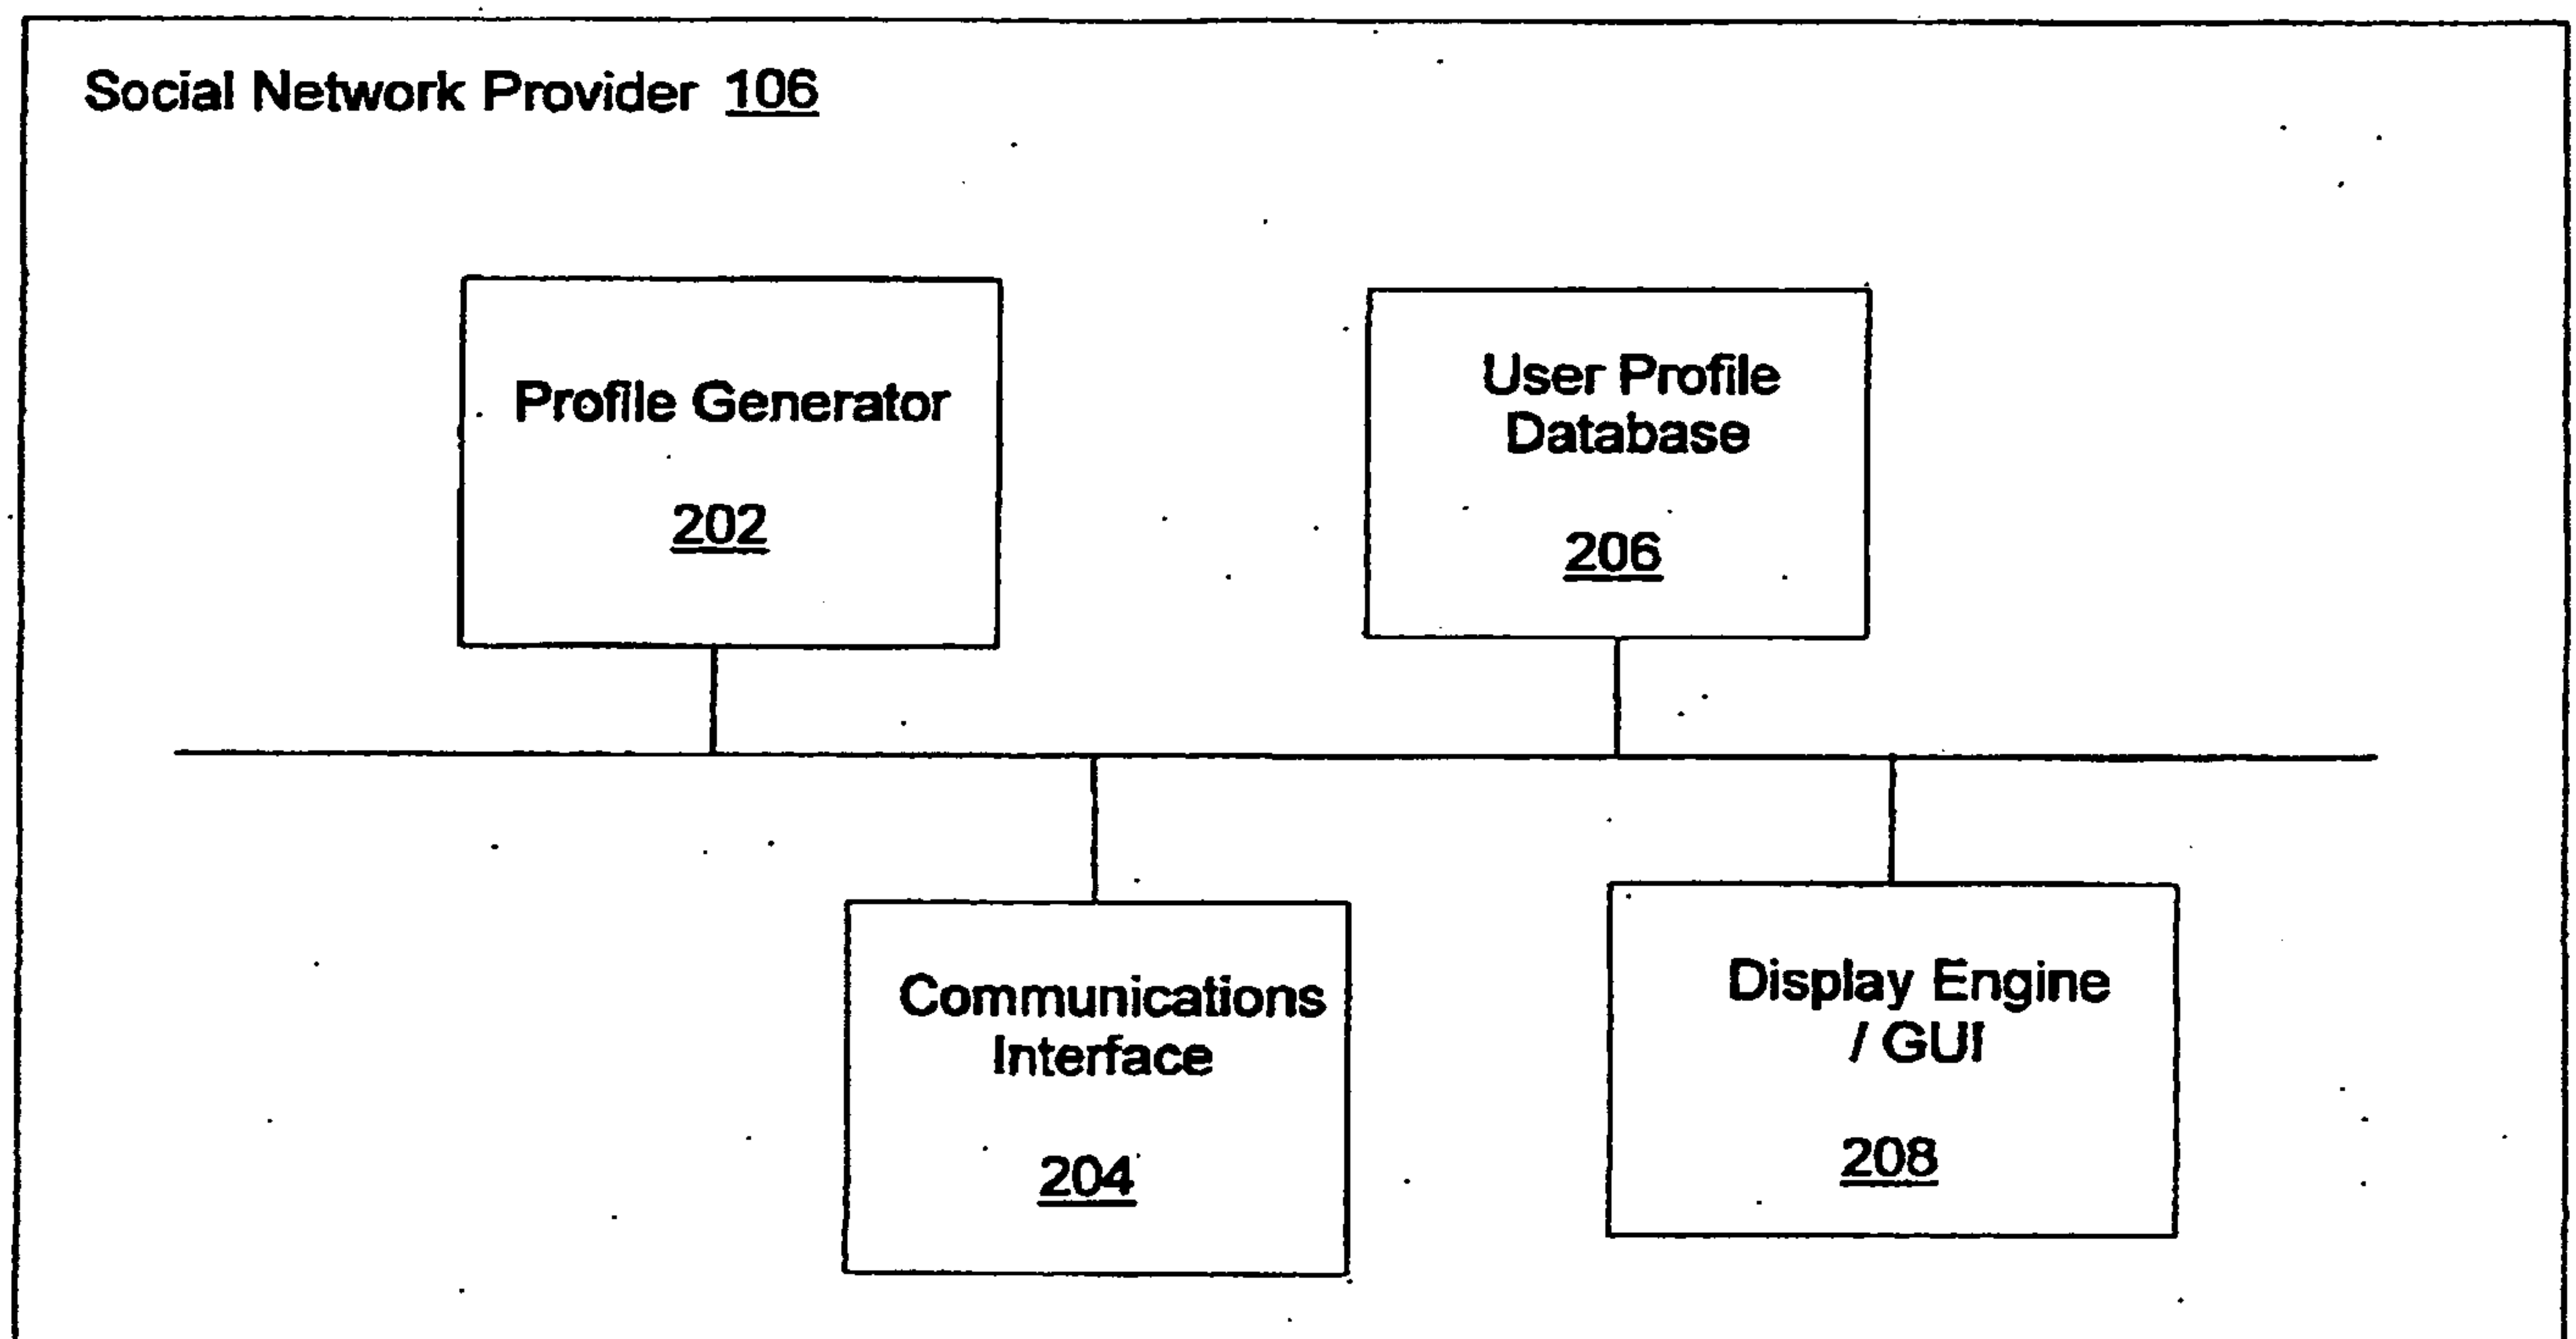 Social Network Provider 106
Profile Generator
202
User Profile
Database
206
Communications
Interface
204
Display Engine
/ GUI
208